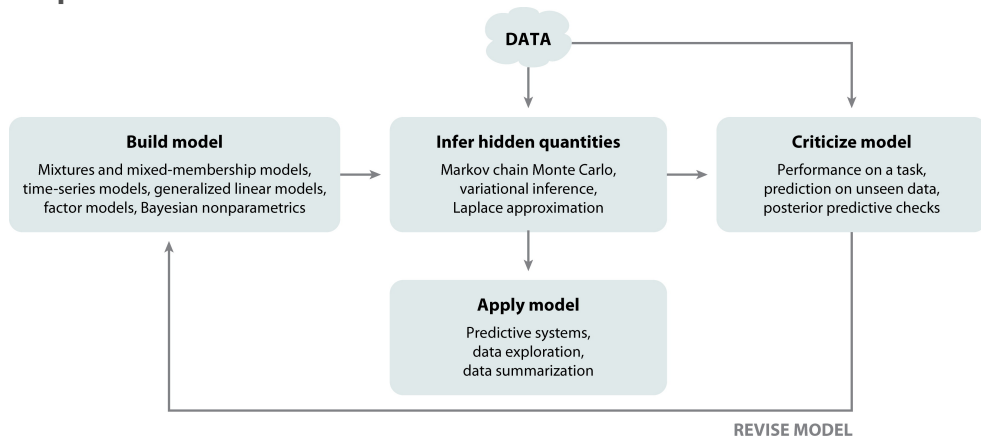 DATA
Build model
Mixtures and mixed-membership models,
time-series models, generalized linear models,
factor models, Bayesian nonparametrics
Infer hidden quantities
Markov chain Monte Carlo,
variational inference,
Laplace approximation
Criticize model
Performance on a task,
prediction on unseen data,
posterior predictive checks
Apply model
Predictive systems,
data exploration,
data summarization
REVISE MODEL